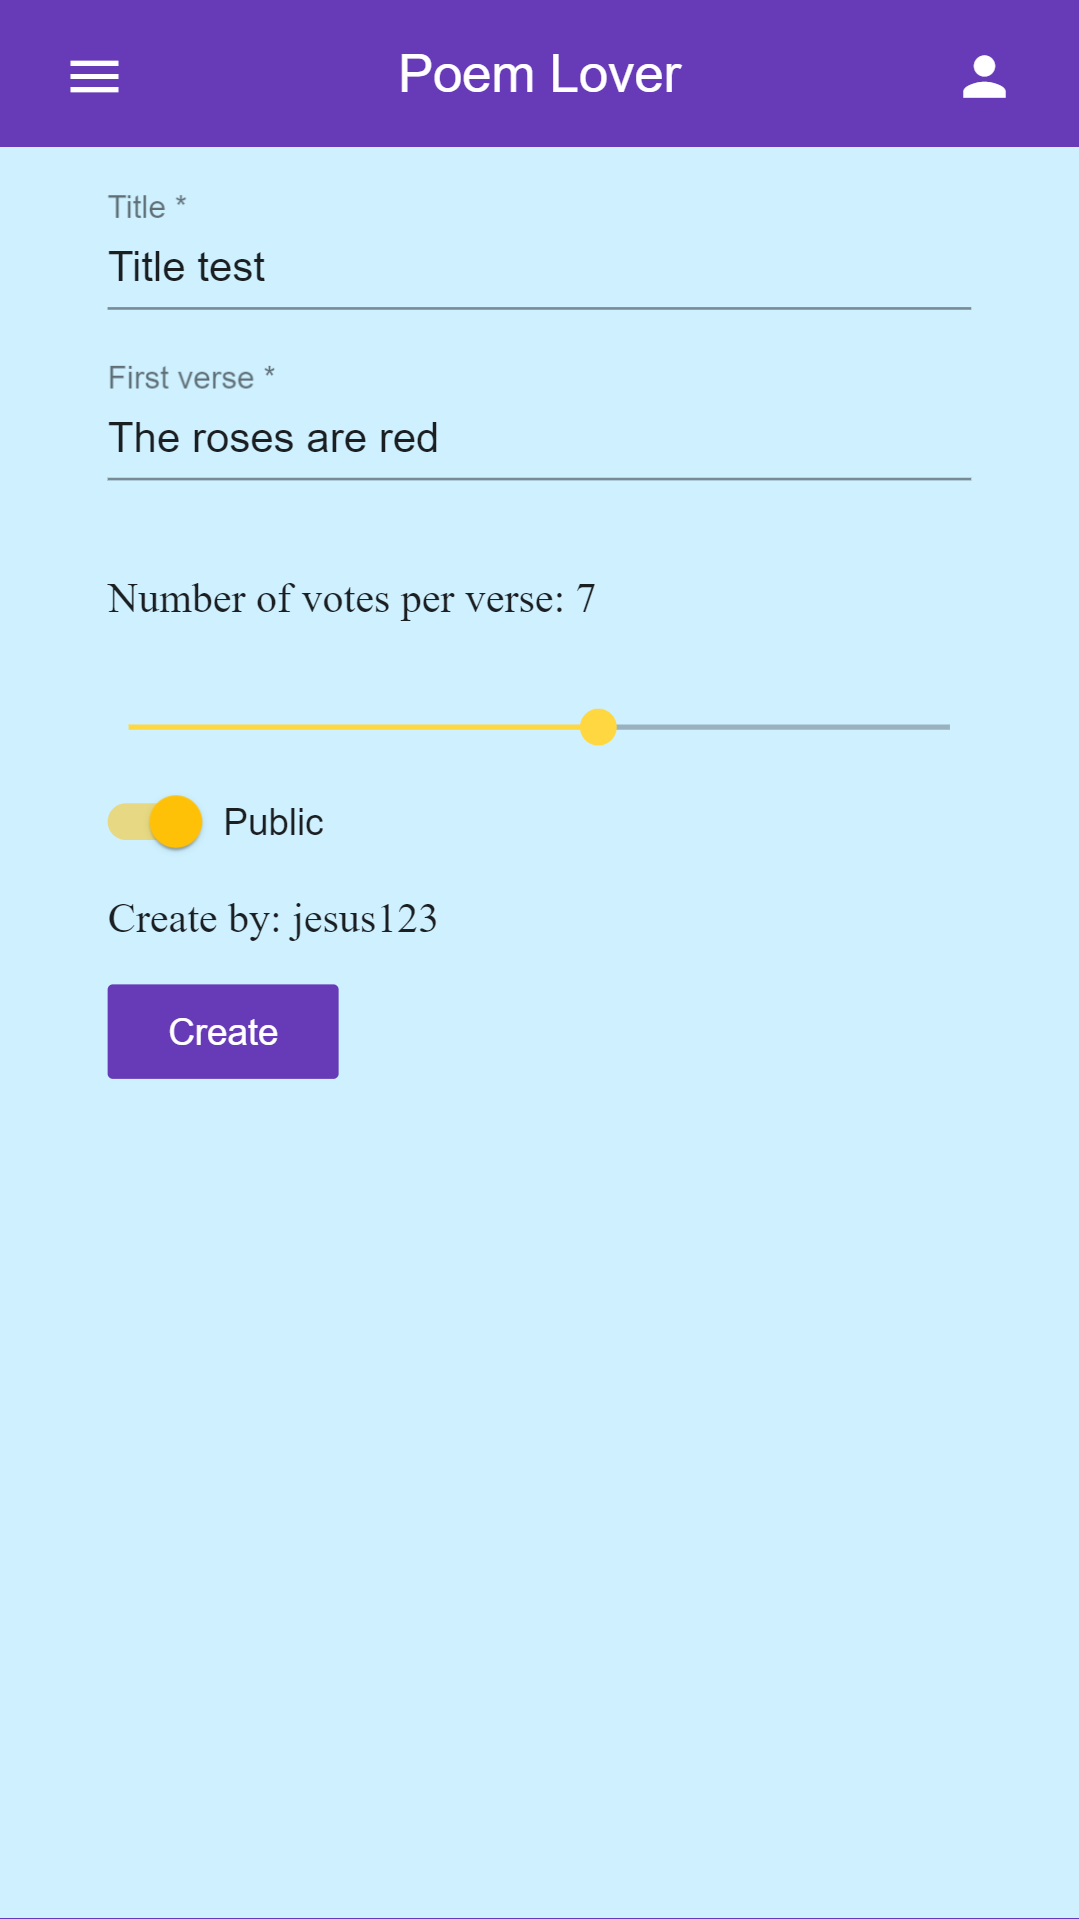 Poem Lover
Title *
Title test
First verse *
The roses are red
Number of votes per verse: 7
Public
Create by: jesus123
Create